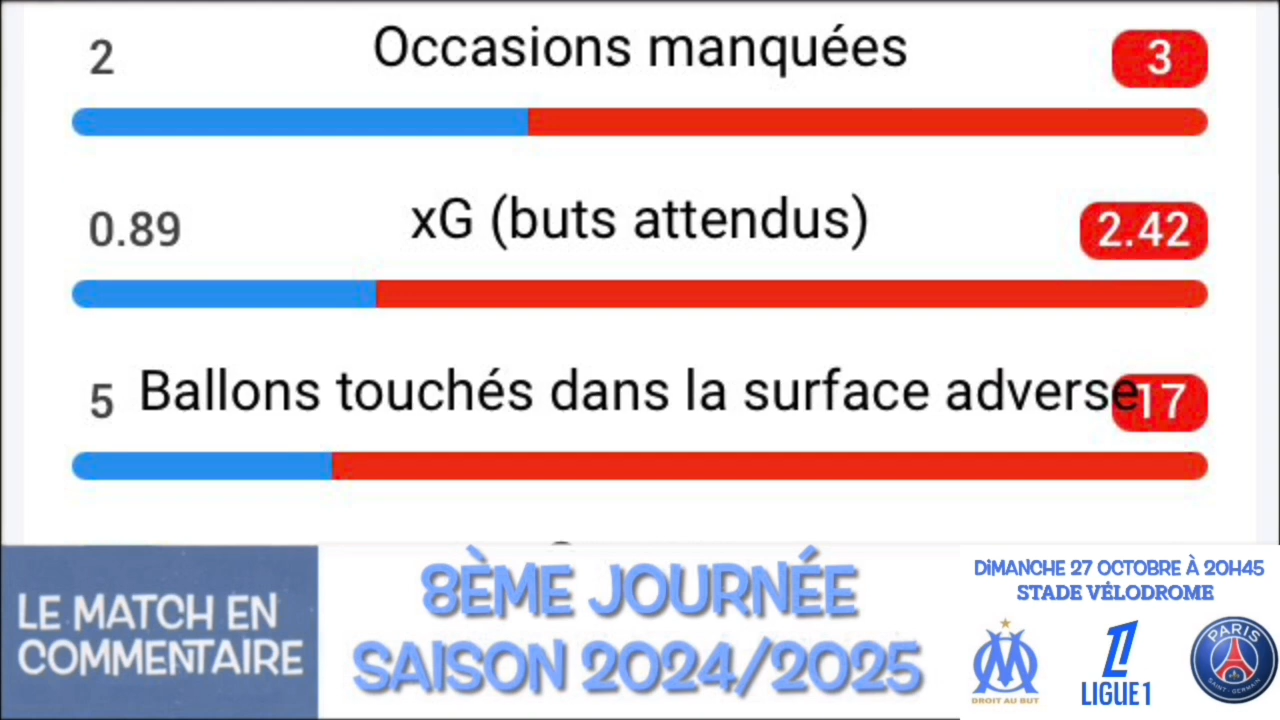 2 Occasions manquées 3
0.89 xG (buts attendus) 2.42
5 Ballons touchés dans la surface adverse 17
LE MATCH EN
COMMENTAIRE
8ÈME JOURNÉE
SAISON 2024/2025
DIMANCHE 27 OCTOBRE À 20H45
STADE VÉLODROME
DROIT AU BUT
LIGUE 1
PARIS
SAINT-GERMAIN